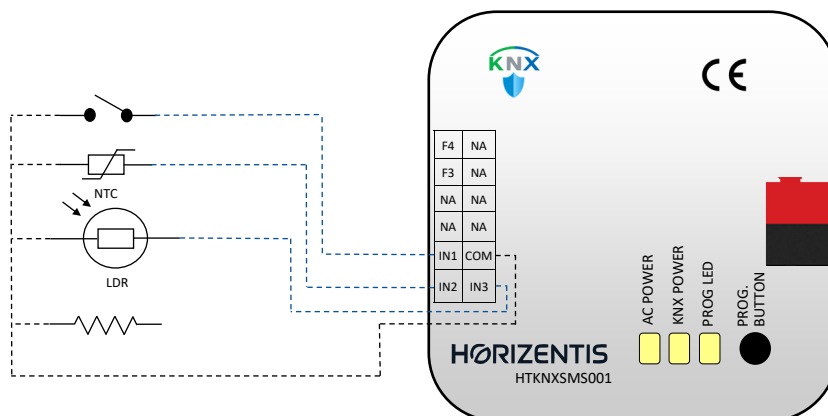 KNX
CE
NTC
LDR
F4 NA
F3 NA
NA NA
NA NA
IN1 COM
IN2 IN3
AC POWER
KNX POWER
PROG LED
PROG.
BUTTON
HORIZENTIS
HTKNXSMS001